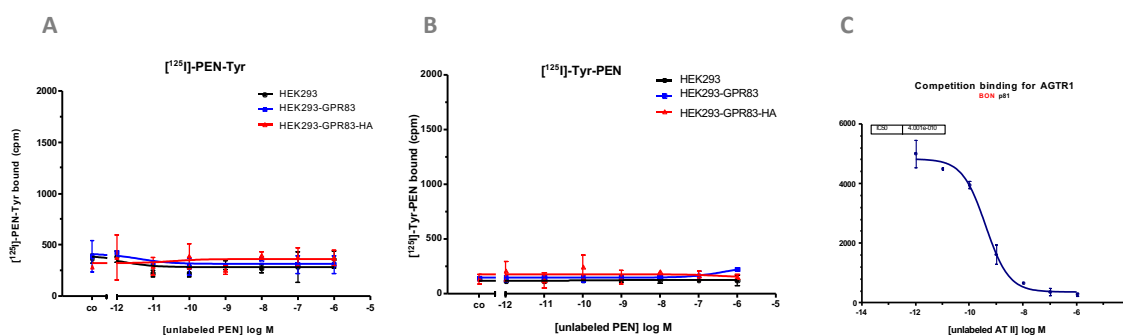 A
[¹²⁵I]-PEN-Tyr
HEK293
HEK293-GPR83
HEK293-GPR83-HA
[¹²⁵I]-PEN-Tyr bound (cpm)
2000
1500
1000
500
0
co -12 -11 -10 -9 -8 -7 -6 -5
[unlabeled PEN] log M
B
[¹²⁵I]-Tyr-PEN
HEK293
HEK293-GPR83
HEK293-GPR83-HA
[¹²⁵I]-Tyr-PEN bound (cpm)
2000
1500
1000
500
0
co -12 -11 -10 -9 -8 -7 -6 -5
[unlabeled PEN] log M
C
Competition binding for AGTR1
BON p81
IC50 4.001e-010
6000
4000
2000
0
-14 -12 -10 -8 -6 -4
[unlabeled AT II] log M